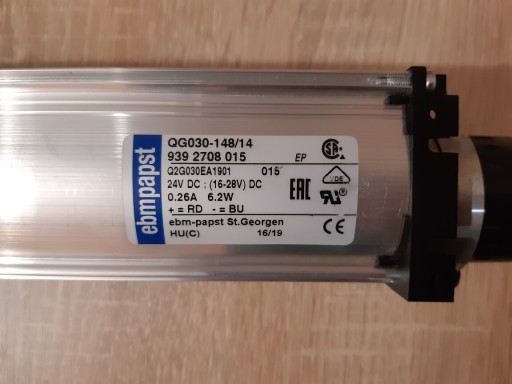 ebmpapst
QG030-148/14
939 2708 015 EP
Q2G030EA1901 015
24V DC ; (16-28V) DC
0.26A 6.2W
+ = RD - = BU
ebm-papst St.Georgen
HU(C) 16/19
EAC
VDE
CE